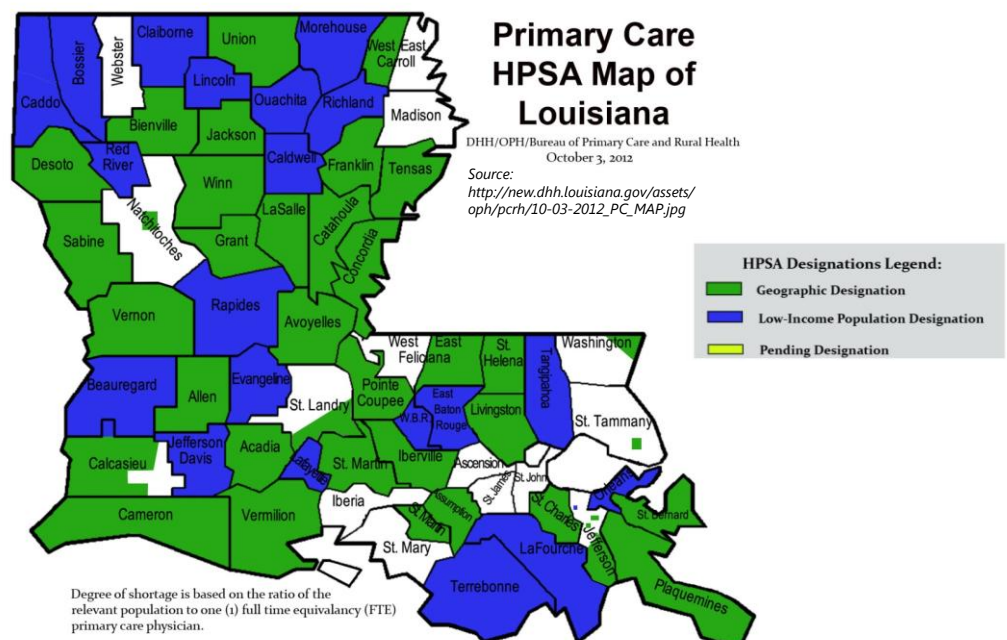 Primary Care
HPSA Map of
Louisiana
DHH/OPH/Bureau of Primary Care and Rural Health
October 3, 2012
Source:
http://new.dhh.louisiana.gov/assets/
oph/pcrh/10-03-2012_PC_MAP.jpg
HPSA Designations Legend:
Geographic Designation
Low-Income Population Designation
Pending Designation
Caddo
Bossier
Webster
Claiborne
Union
Morehouse
West East
Carroll
Lincoln
Ouachita
Richland
Madison
Bienville
Jackson
Desoto
Red
River
Caldwell
Franklin
Tensas
Winn
Natchitoches
LaSalle
Catahoula
Concordia
Sabine
Grant
Vernon
Rapides
Avoyelles
West
Feliciana
East
St.
Helena
Tangipahoa
Washington
Beauregard
Allen
Evangeline
St. Landry
Pointe
Coupee
W.B.R.
East
Baton
Rouge
Livingston
St. Tammany
Calcasieu
Jefferson
Davis
Acadia
Lafayette
St. Martin
Iberville
Ascension
St. James
St. John
Orleans
Cameron
Vermilion
Iberia
St. Martin
Assumption
St. Charles
Jefferson
St. Bernard
St. Mary
LaFourche
Terrebonne
Plaquemines
Degree of shortage is based on the ratio of the
relevant population to one (1) full time equivalancy (FTE)
primary care physician.